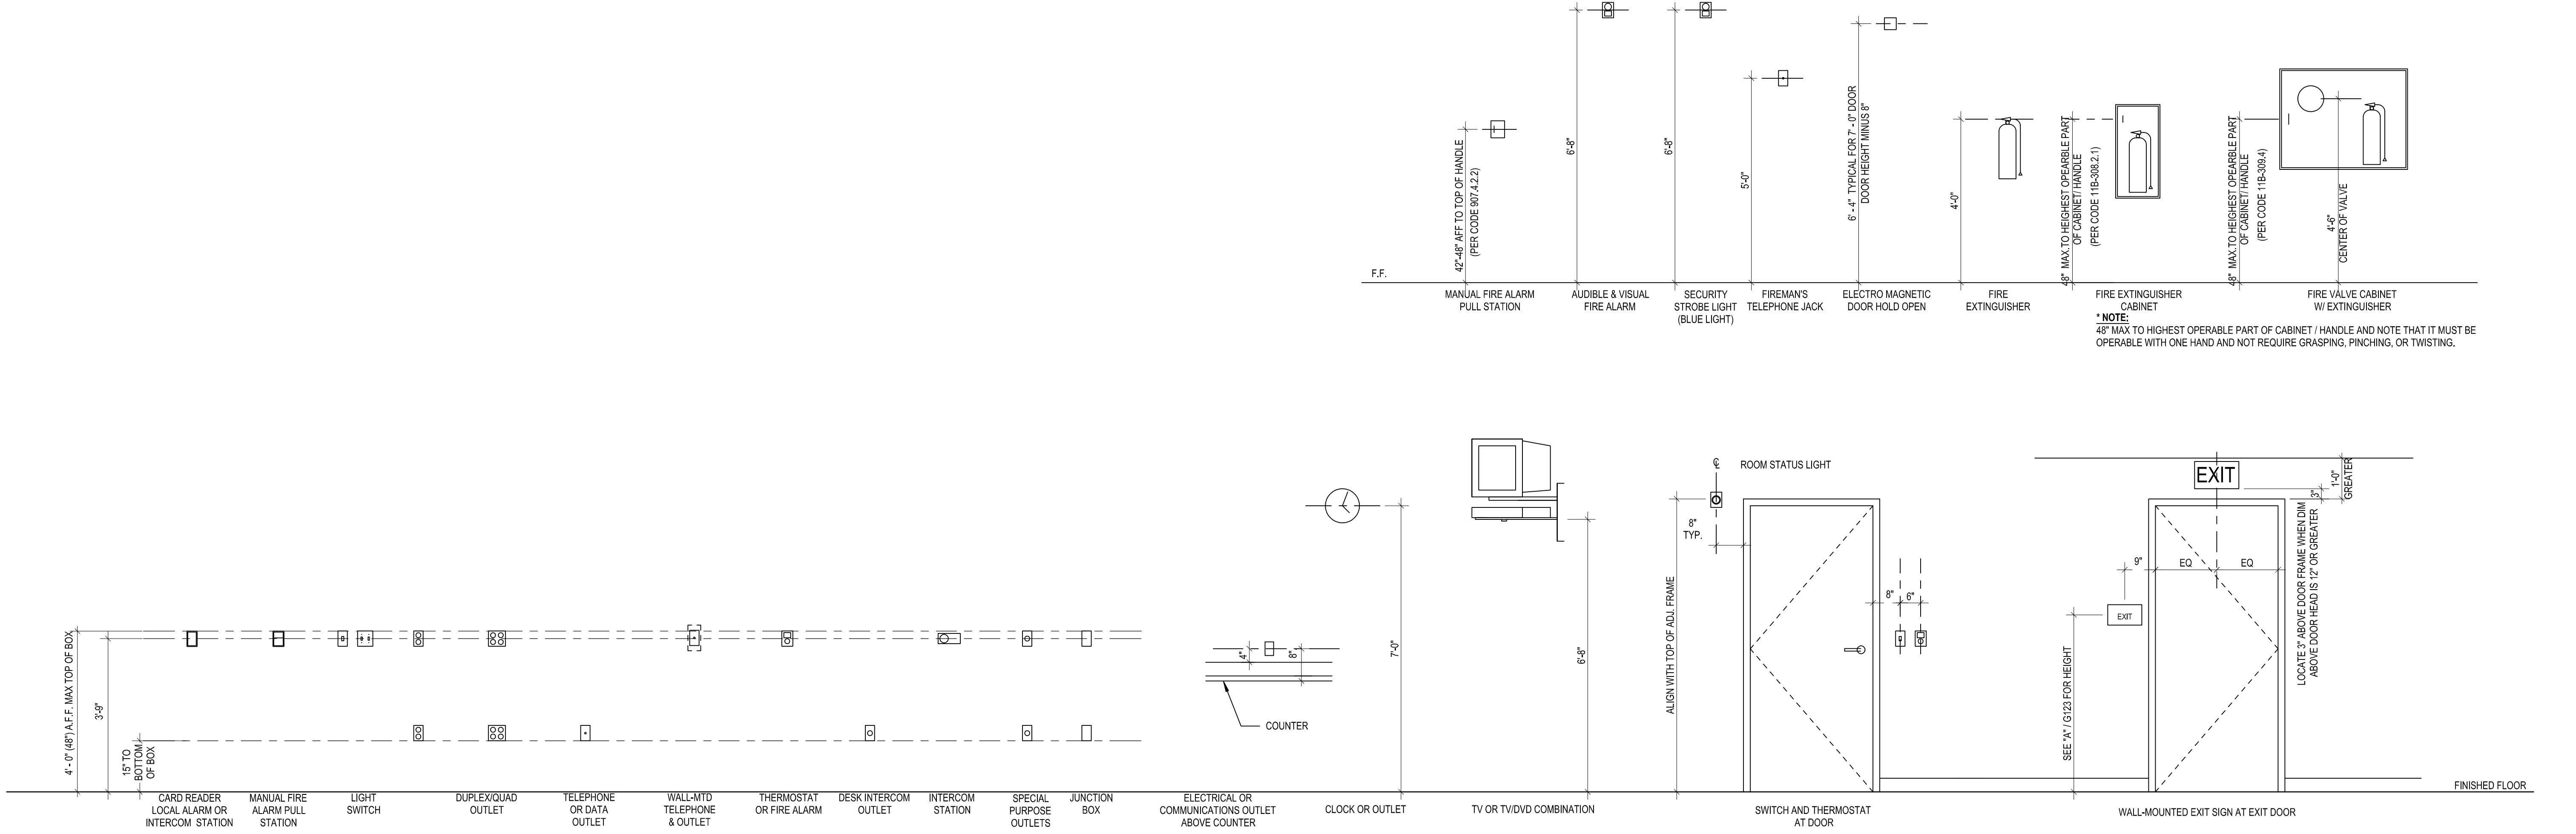 6'-8"
6'-8"
5'-0"
6' - 4" TYPICAL FOR 7' - 0" DOOR
DOOR HEIGHT MINUS 8"
42"-48" AFF TO TOP OF HANDLE
(PER CODE 907.4.2.2)
4'-0"
48" MAX.TO HEIGHEST OPEARBLE PART
OF CABINET/ HANDLE
(PER CODE 11B-308.2.1)
48" MAX.TO HEIGHEST OPEARBLE PART
OF CABINET/ HANDLE
(PER CODE 11B-309.4)
4'-6"
CENTER OF VALVE
F.F.
MANUAL FIRE ALARM
PULL STATION
AUDIBLE & VISUAL
FIRE ALARM
SECURITY
STROBE LIGHT
(BLUE LIGHT)
FIREMAN'S
TELEPHONE JACK
ELECTRO MAGNETIC
DOOR HOLD OPEN
FIRE
EXTINGUISHER
FIRE EXTINGUISHER
CABINET
FIRE VALVE CABINET
W/ EXTINGUISHER
* NOTE:
48" MAX TO HIGHEST OPERABLE PART OF CABINET / HANDLE AND NOTE THAT IT MUST BE
OPERABLE WITH ONE HAND AND NOT REQUIRE GRASPING, PINCHING, OR TWISTING.
4' - 0" (48") A.F.F. MAX TOP OF BOX
3'-9"
15" TO
BOTTOM
OF BOX
4"
8"
COUNTER
7'-0"
6'-8"
ROOM STATUS LIGHT
8"
TYP.
ALIGN WITH TOP OF ADJ. FRAME
8"
6"
EXIT
3"
1'-0"
GREATER
9"
EQ
EQ
EXIT
SEE "A" / G123 FOR HEIGHT
LOCATE 3" ABOVE DOOR FRAME WHEN DIM
ABOVE DOOR HEAD IS 12" OR GREATER
FINISHED FLOOR
CARD READER
LOCAL ALARM OR
INTERCOM STATION
MANUAL FIRE
ALARM PULL
STATION
LIGHT
SWITCH
DUPLEX/QUAD
OUTLET
TELEPHONE
OR DATA
OUTLET
WALL-MTD
TELEPHONE
& OUTLET
THERMOSTAT
OR FIRE ALARM
DESK INTERCOM
OUTLET
INTERCOM
STATION
SPECIAL
PURPOSE
OUTLETS
JUNCTION
BOX
ELECTRICAL OR
COMMUNICATIONS OUTLET
ABOVE COUNTER
CLOCK OR OUTLET
TV OR TV/DVD COMBINATION
SWITCH AND THERMOSTAT
AT DOOR
WALL-MOUNTED EXIT SIGN AT EXIT DOOR